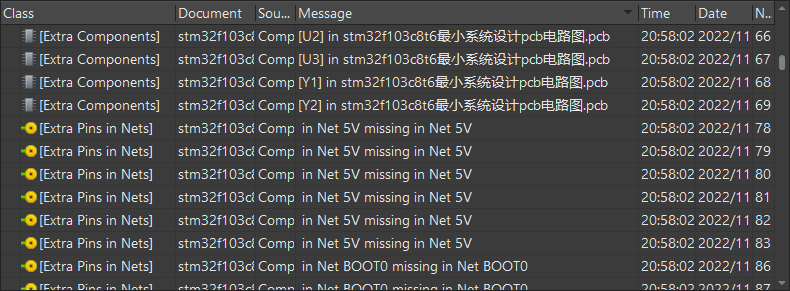 Class Document Sou... Message Time Date N..
[Extra Components] stm32f103c8 Comp [U2] in stm32f103c8t6最小系统设计pcb电路图.pcb 20:58:02 2022/11 66
[Extra Components] stm32f103c8 Comp [U3] in stm32f103c8t6最小系统设计pcb电路图.pcb 20:58:02 2022/11 67
[Extra Components] stm32f103c8 Comp [Y1] in stm32f103c8t6最小系统设计pcb电路图.pcb 20:58:02 2022/11 68
[Extra Components] stm32f103c8 Comp [Y2] in stm32f103c8t6最小系统设计pcb电路图.pcb 20:58:02 2022/11 69
[Extra Pins in Nets] stm32f103c8 Comp in Net 5V missing in Net 5V 20:58:02 2022/11 78
[Extra Pins in Nets] stm32f103c8 Comp in Net 5V missing in Net 5V 20:58:02 2022/11 79
[Extra Pins in Nets] stm32f103c8 Comp in Net 5V missing in Net 5V 20:58:02 2022/11 80
[Extra Pins in Nets] stm32f103c8 Comp in Net 5V missing in Net 5V 20:58:02 2022/11 81
[Extra Pins in Nets] stm32f103c8 Comp in Net 5V missing in Net 5V 20:58:02 2022/11 82
[Extra Pins in Nets] stm32f103c8 Comp in Net 5V missing in Net 5V 20:58:02 2022/11 83
[Extra Pins in Nets] stm32f103c8 Comp in Net BOOT0 missing in Net BOOT0 20:58:02 2022/11 86
[Extra Pins in Nets] stm32f103c8 Comp in Net BOOT0 missing in Net BOOT0 20:58:02 2022/11 87